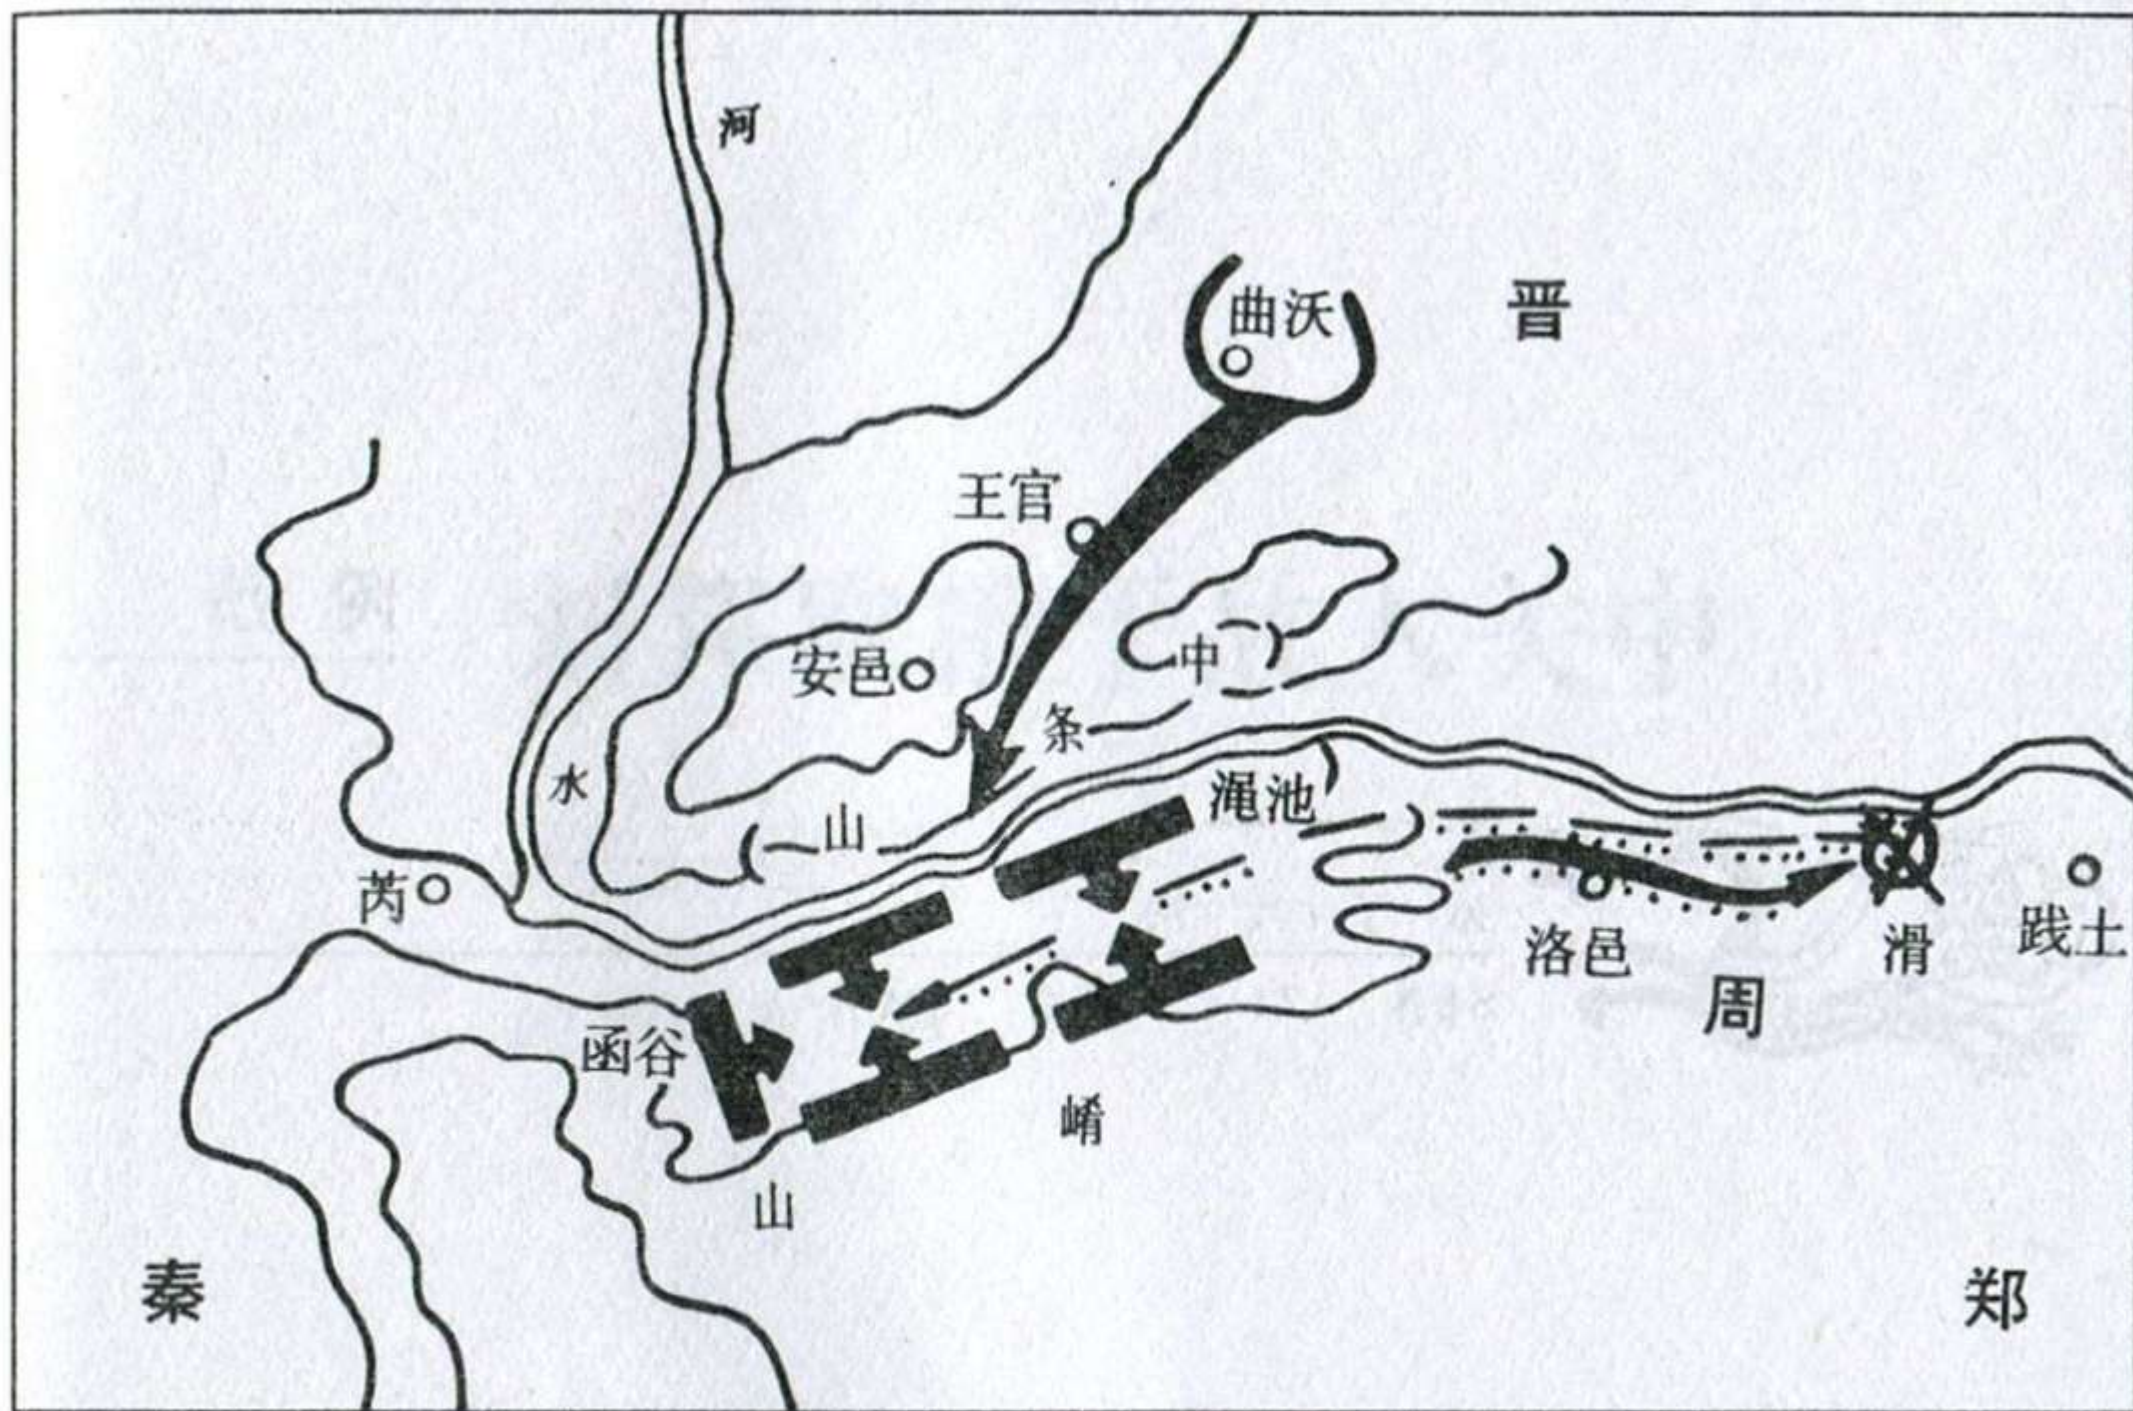 河
曲沃
晋
王官
中
安邑
条
水
渑池
山
芮
践土
洛邑
滑
周
函谷
崤
山
秦
郑